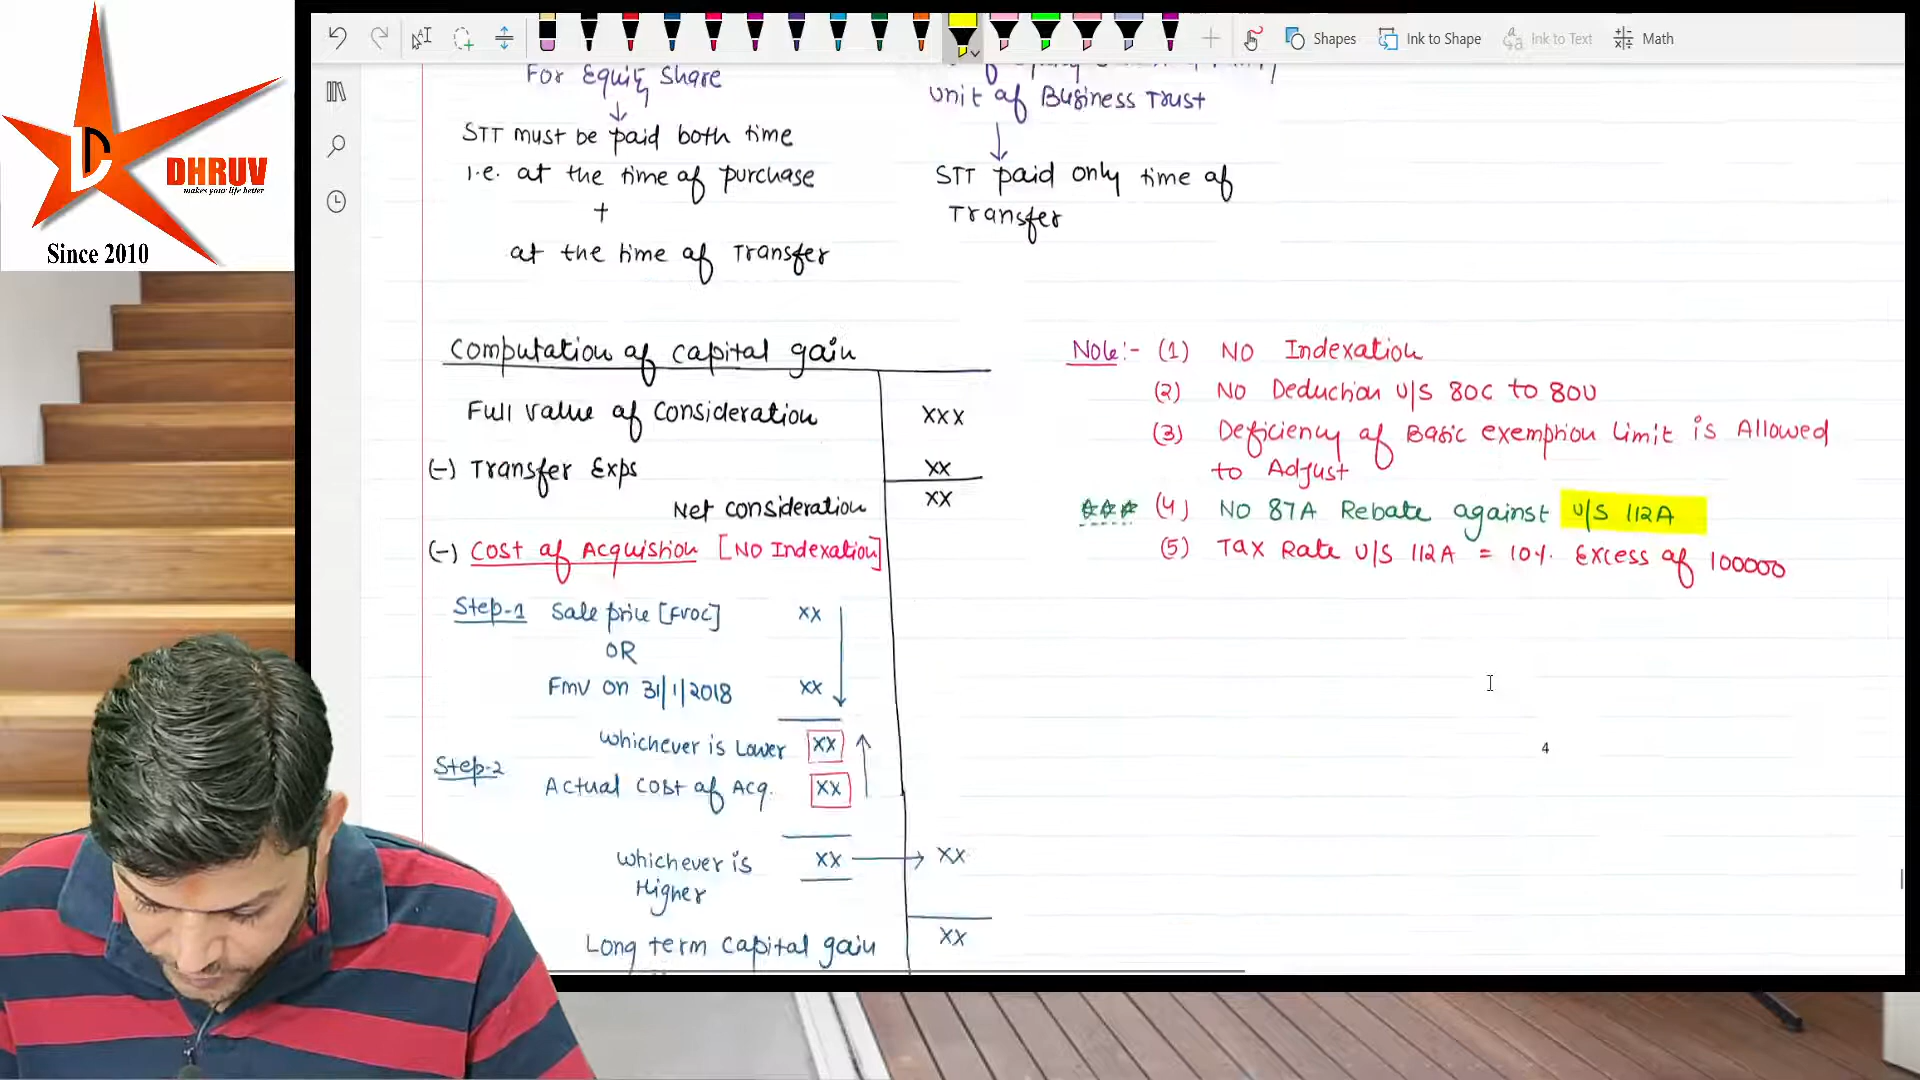 DC
DHRUV
makes your life better
Since 2010
Shapes
Ink to Shape
Ink to Text
Math
For Equity Share
STT must be paid both time
i.e. at the time of purchase
+
at the time of Transfer
unit of Business Trust
STT paid only time of
Transfer
Computation of capital gain
Full value of Consideration XXX
(-) Transfer Exps XX
Net consideration XX
(-) Cost of Acquistion [NO Indexation]
Step-1 Sale price [FVOC] XX
OR
FMV on 31/1/2018 XX
whichever is Lower XX
Step-2
Actual Cost of Acq. XX
whichever is XX → XX
Higher
Long term Capital gain XX
Note:- (1) NO Indexation
(2) NO Deduction U/S 80C to 80U
(3) Deficiency of Basic exemption Limit is Allowed
to Adjust
*** (4) NO 87A Rebate against U/S 112A
(5) Tax Rate U/S 112A = 10%. Excess of 100000
4